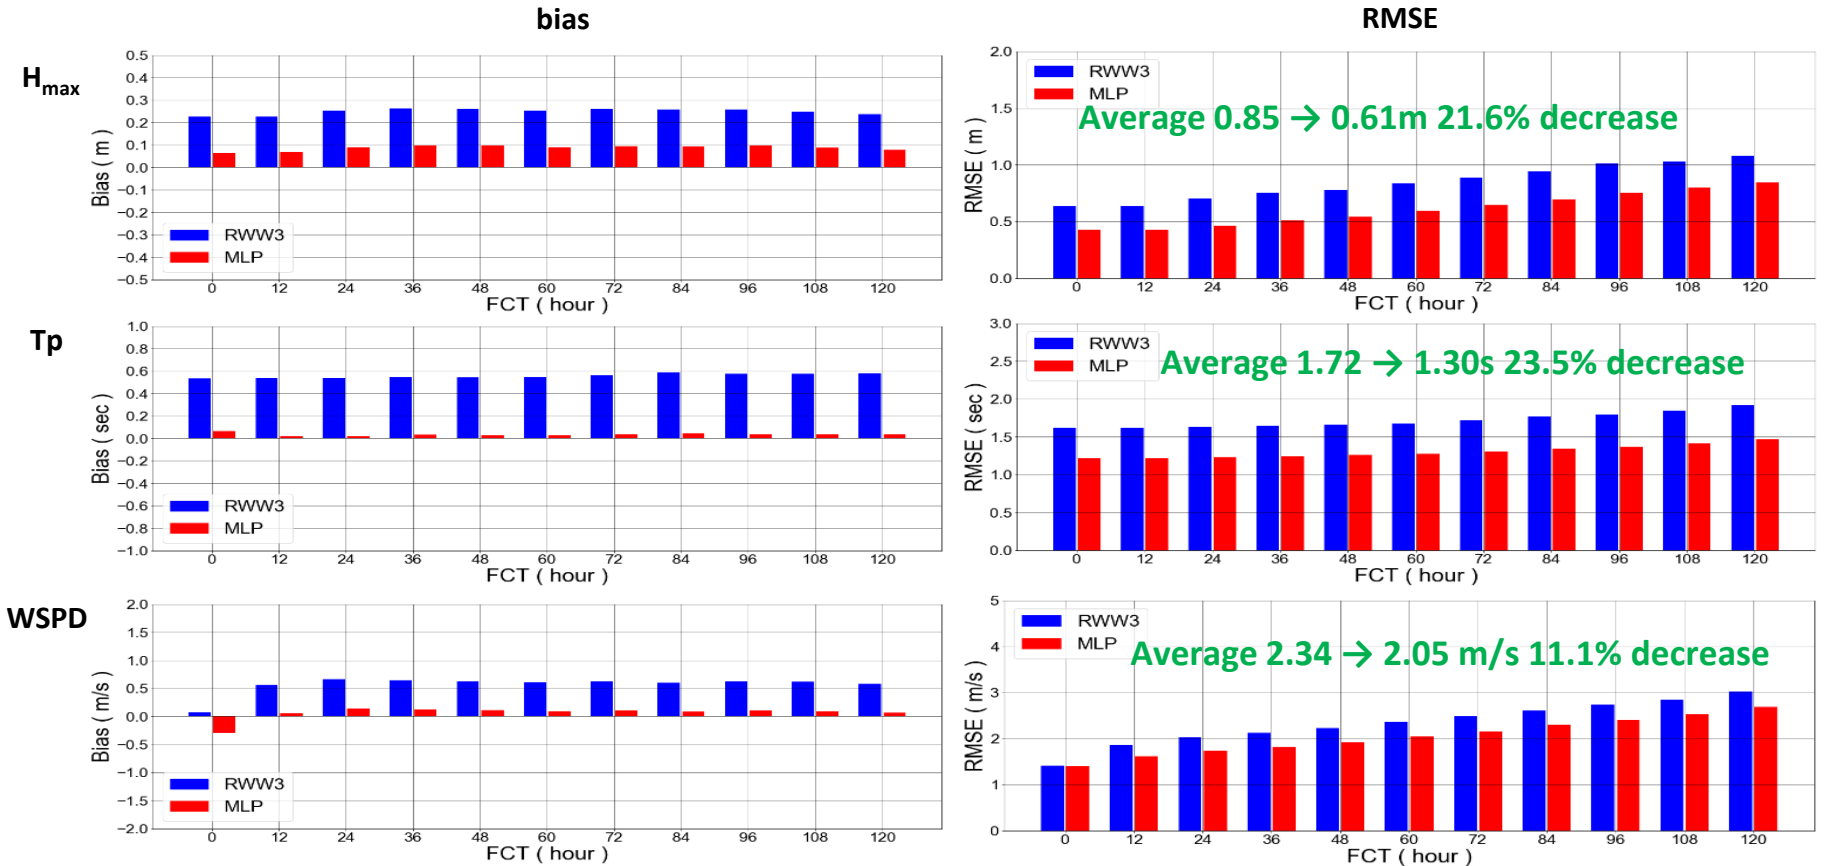 bias
RMSE
Hmax
0.5
0.4
0.3
0.2
0.1
0.0
−0.1
−0.2
−0.3
−0.4
−0.5
Bias ( m )
RWW3
MLP
0 12 24 36 48 60 72 84 96 108 120
FCT ( hour )
2.0
1.5
1.0
0.5
0.0
RMSE ( m )
RWW3
MLP
Average 0.85 → 0.61m 21.6% decrease
0 12 24 36 48 60 72 84 96 108 120
FCT ( hour )
Tp
1.0
0.8
0.6
0.4
0.2
0.0
−0.2
−0.4
−0.6
−0.8
−1.0
Bias ( sec )
RWW3
MLP
0 12 24 36 48 60 72 84 96 108 120
FCT ( hour )
3.0
2.5
2.0
1.5
1.0
0.5
0.0
RMSE ( sec )
RWW3
MLP
Average 1.72 → 1.30s 23.5% decrease
0 12 24 36 48 60 72 84 96 108 120
FCT ( hour )
WSPD
2.0
1.5
1.0
0.5
0.0
−0.5
−1.0
−1.5
−2.0
Bias ( m/s )
RWW3
MLP
0 12 24 36 48 60 72 84 96 108 120
FCT ( hour )
5
4
3
2
1
0
RMSE ( m/s )
RWW3
MLP
Average 2.34 → 2.05 m/s 11.1% decrease
0 12 24 36 48 60 72 84 96 108 120
FCT ( hour )